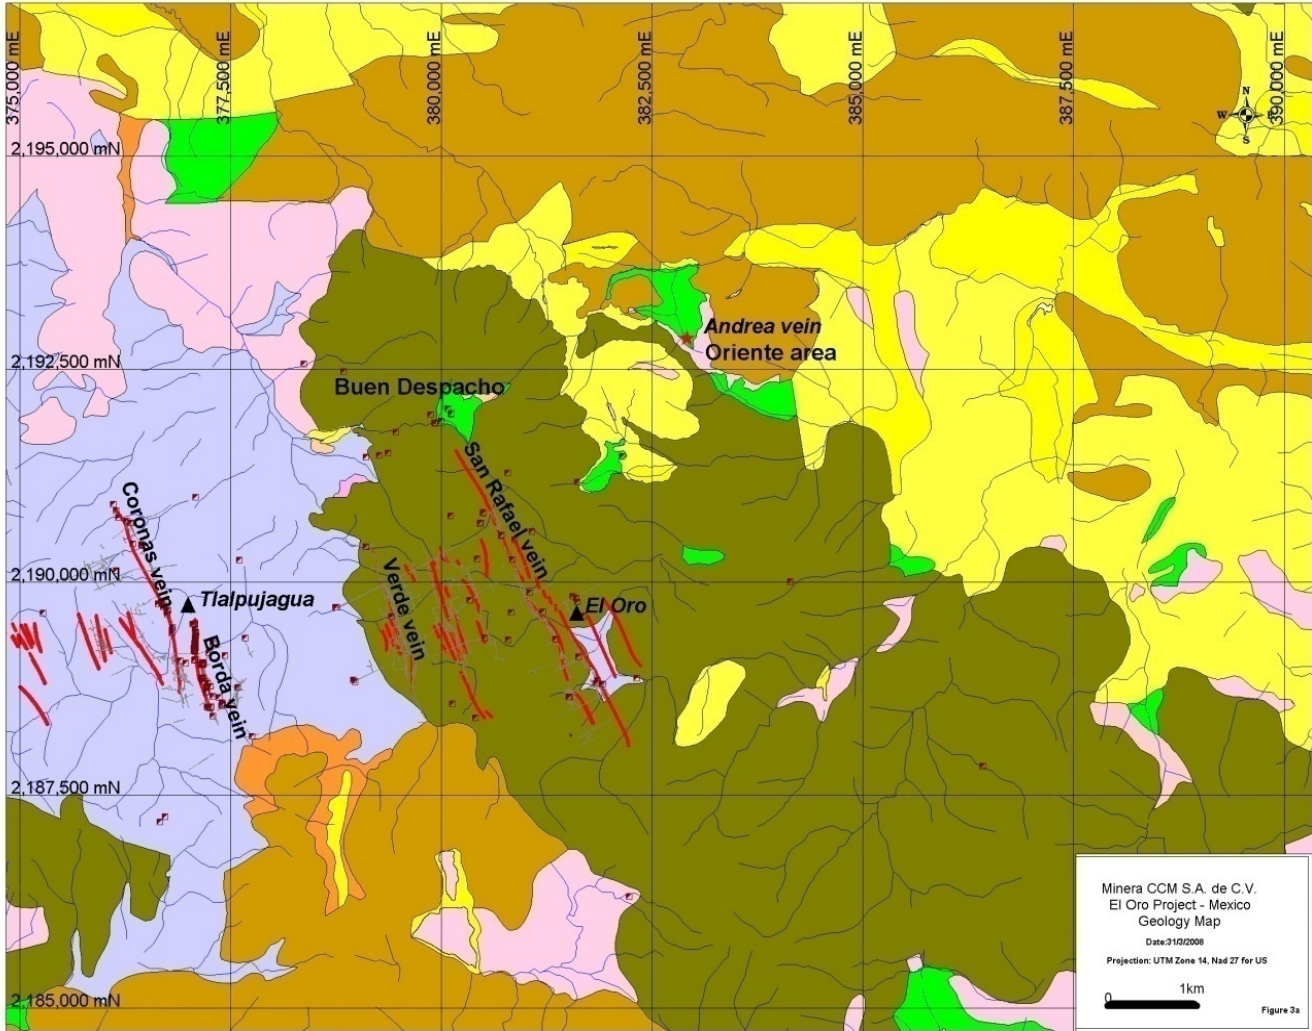 375,000 mE
377,500 mE
380,000 mE
382,500 mE
385,000 mE
387,500 mE
390,000 mE
N
W
S
2,195,000 mN
Andrea vein
Oriente area
2,192,500 mN
Buen Despacho
San Rafael vein
Coronas vein
2,190,000 mN
Verde vein
Tlalpujagua
El Oro
Borda vein
2,187,500 mN
2,185,000 mN
Minera CCM S.A. de C.V.
El Oro Project - Mexico
Geology Map
Date:31/3/2008
Projection: UTM Zone 14, Nad 27 for US
0 1km
Figure 3a